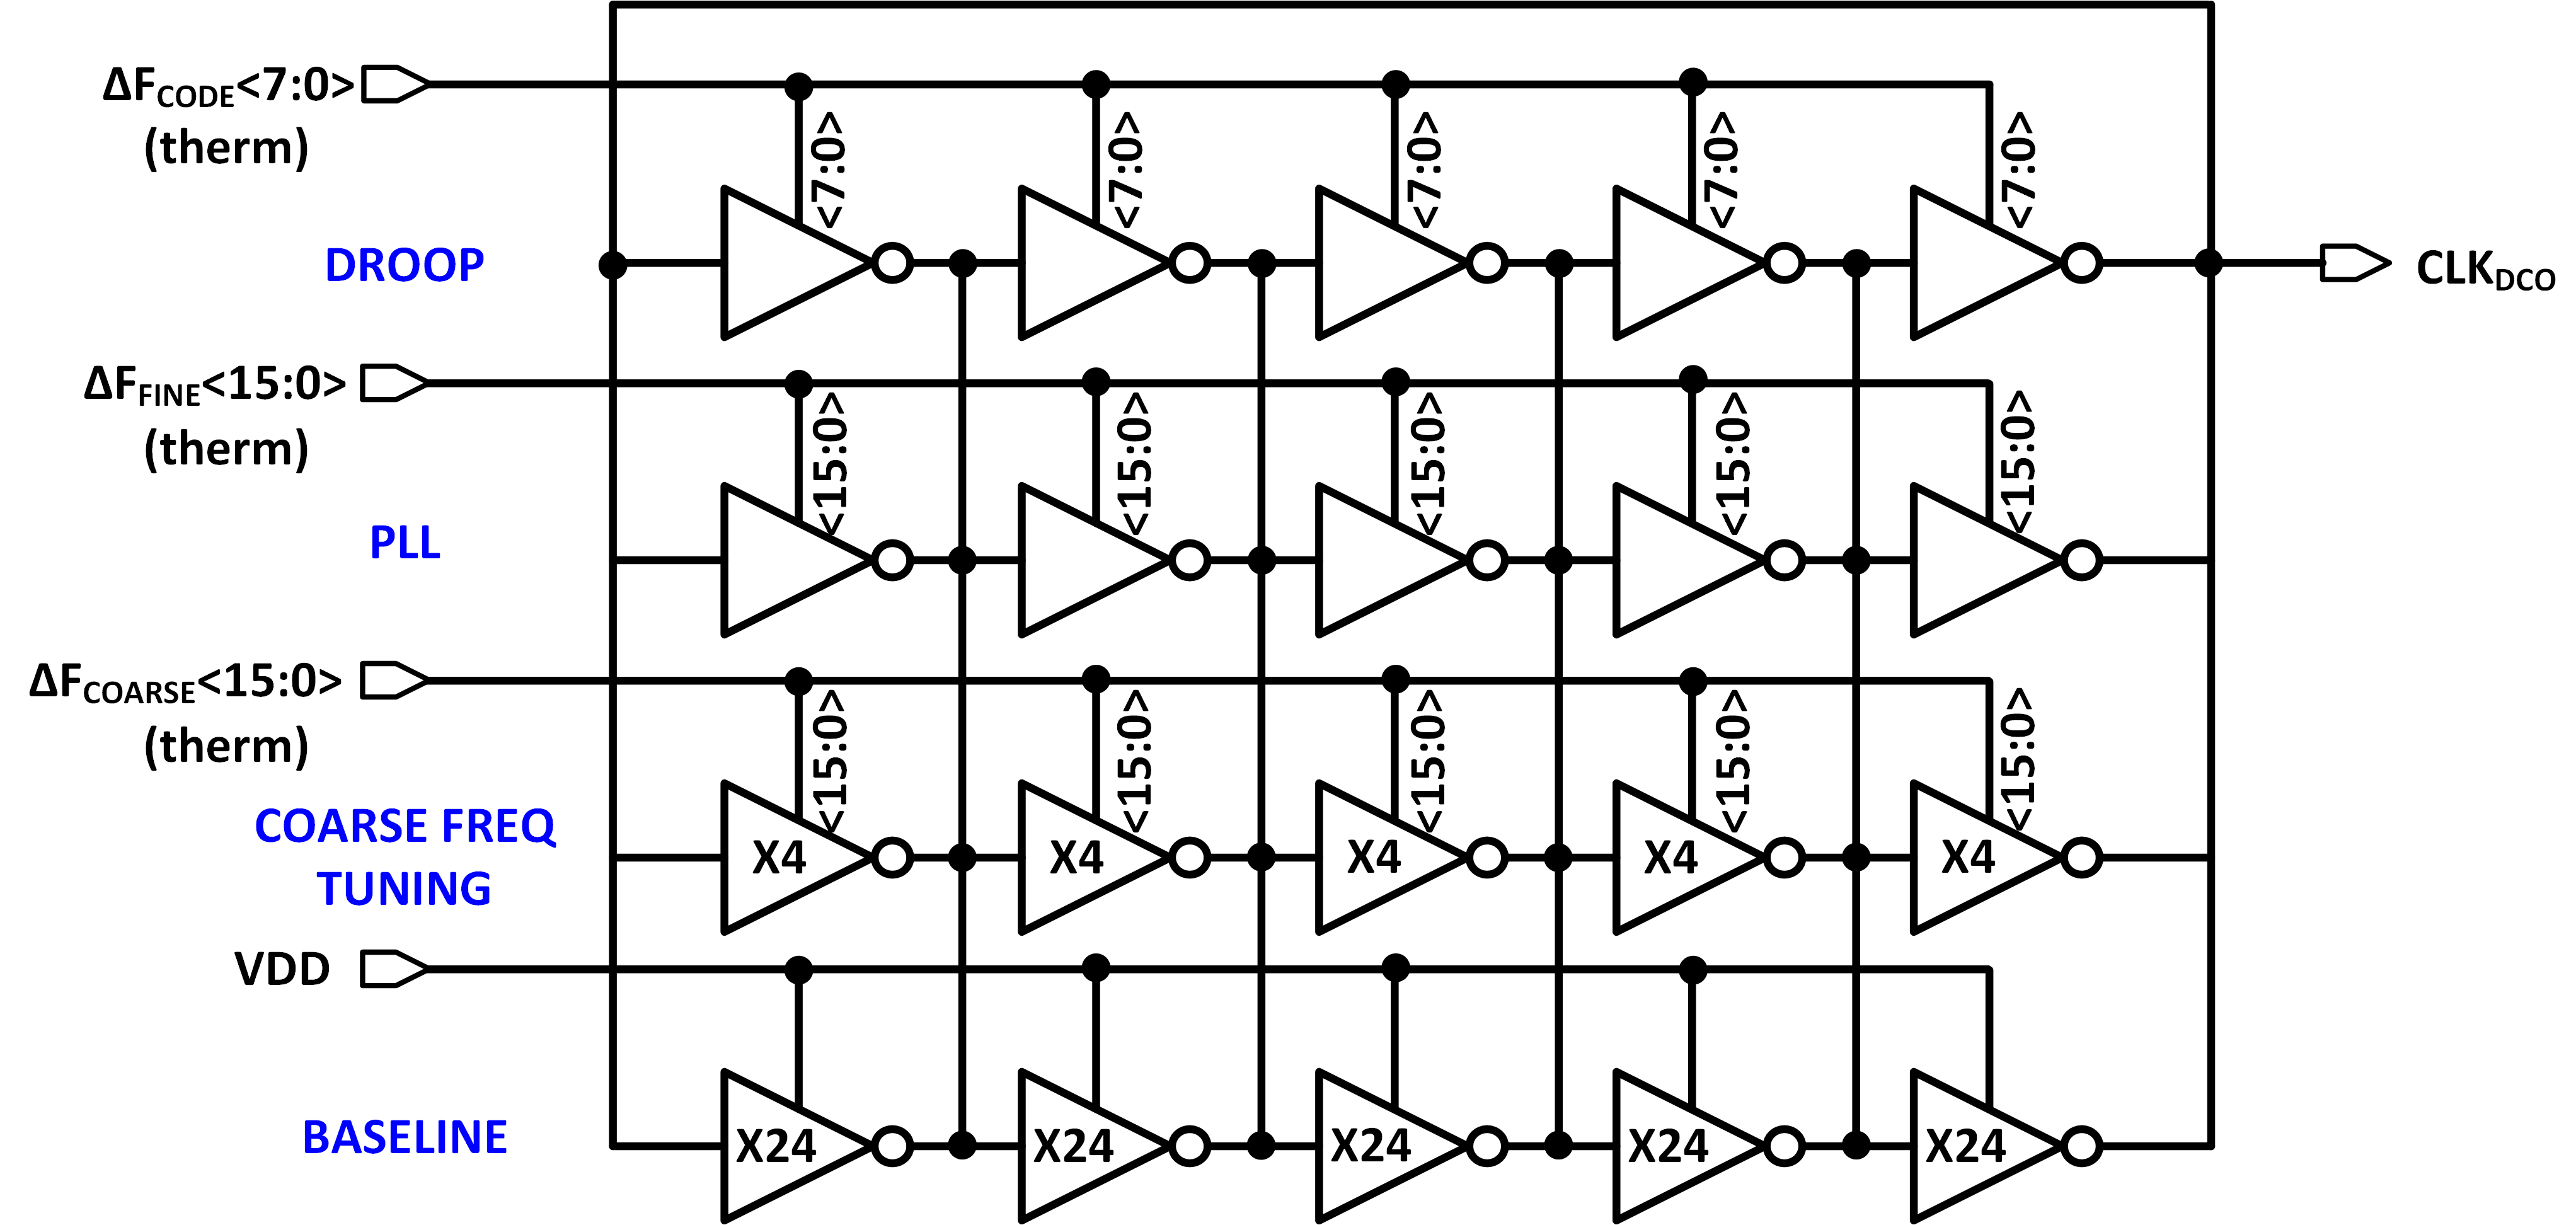 ΔFCODE<7:0>
(therm)
<7:0> <7:0> <7:0> <7:0> <7:0>
DROOP
CLKDCO
ΔFFINE<15:0>
(therm)
<15:0> <15:0> <15:0> <15:0> <15:0>
PLL
ΔFCOARSE<15:0>
(therm)
<15:0> <15:0> <15:0> <15:0> <15:0>
COARSE FREQ
TUNING
X4 X4 X4 X4 X4
VDD
BASELINE
X24 X24 X24 X24 X24